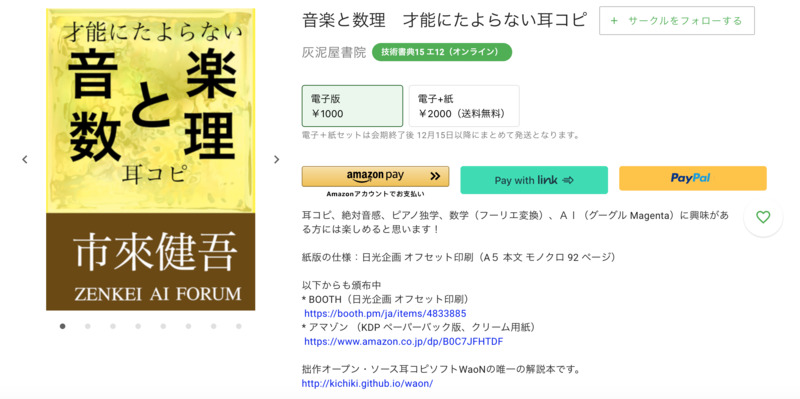 才能にたよらない
音楽
と
数理
耳コピ
市來健吾
ZENKEI AI FORUM
音楽と数理　才能にたよらない耳コピ
+ サークルをフォローする
灰泥屋書院
技術書典15 エ12（オンライン）
電子版
￥1000
電子+紙
￥2000（送料無料）
電子＋紙セットは会期終了後 12月15日以降にまとめて発送となります。
amazon pay
Amazonアカウントでお支払い
Pay with link
PayPal
耳コピ、絶対音感、ピアノ独学、数学（フーリエ変換）、ＡＩ（グーグル Magenta）に興味があ
る方には楽しめると思います！
紙版の仕様：日光企画 オフセット印刷（A５ 本文 モノクロ 92 ページ）
以下からも頒布中
* BOOTH（日光企画 オフセット印刷）
https://booth.pm/ja/items/4833885
* アマゾン （KDP ペーパーバック版、クリーム用紙）
https://www.amazon.co.jp/dp/B0C7JFHTDF
拙作オープン・ソース耳コピソフトWaoNの唯一の解説本です。
http://kichiki.github.io/waon/